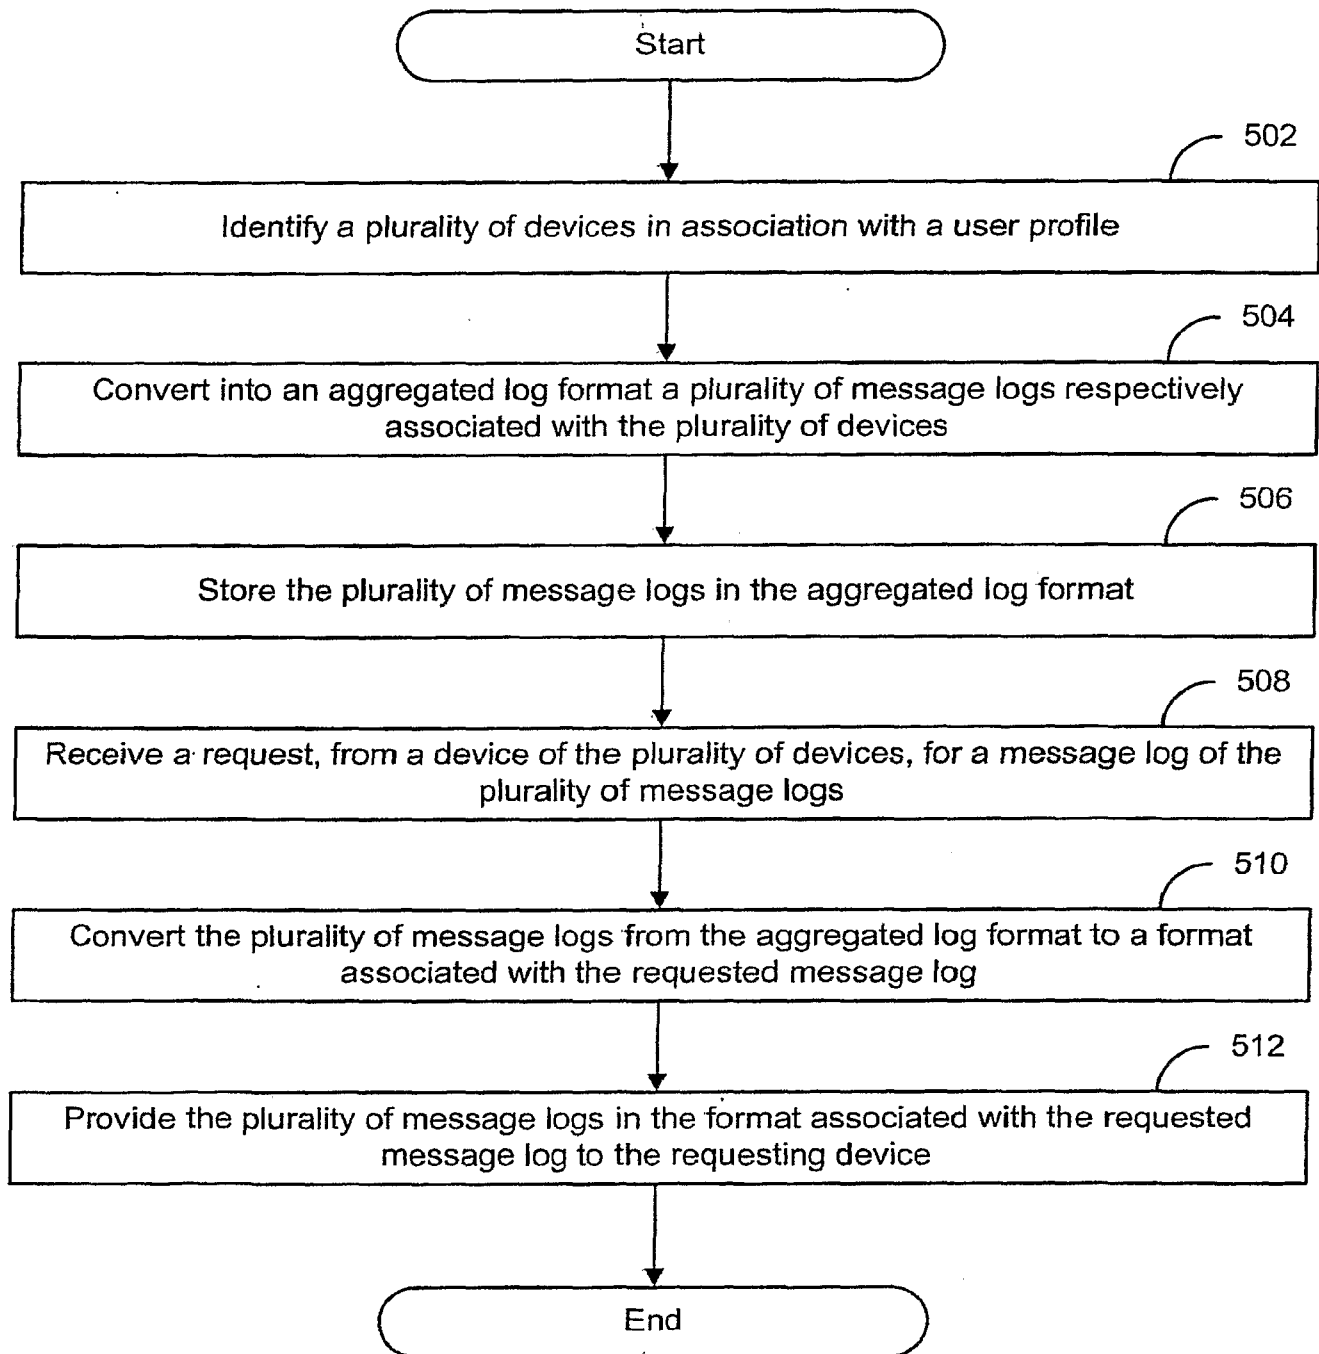 Start
502
Identify a plurality of devices in association with a user profile
504
Convert into an aggregated log format a plurality of message logs respectively
associated with the plurality of devices
506
Store the plurality of message logs in the aggregated log format
508
Receive a request, from a device of the plurality of devices, for a message log of the
plurality of message logs
510
Convert the plurality of message logs from the aggregated log format to a format
associated with the requested message log
512
Provide the plurality of message logs in the format associated with the requested
message log to the requesting device
End